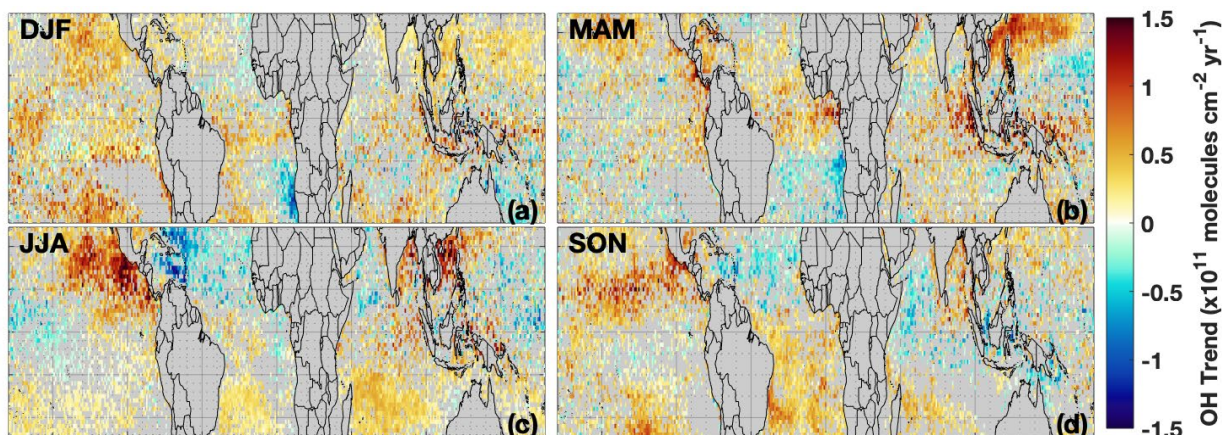 DJF
(a)
MAM
(b)
JJA
(c)
SON
(d)
1.5
1
0.5
0
-0.5
-1
-1.5
OH Trend (x10¹¹ molecules cm⁻² yr⁻¹)